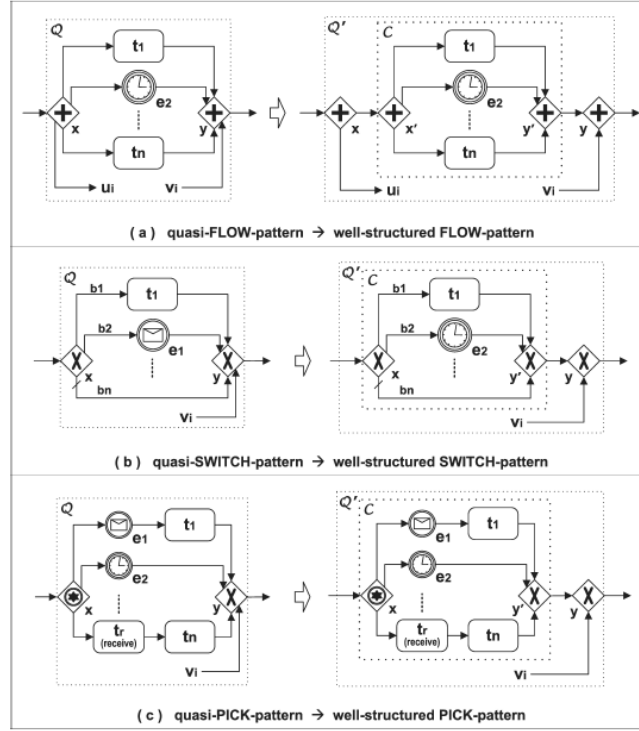 Q
t1
e2
x
y
tn
ui
vi
Q'
C
t1
e2
x
x'
y'
y
tn
ui
vi
( a ) quasi-FLOW-pattern → well-structured FLOW-pattern
Q
b1
t1
b2
e1
x
y
bn
vi
Q'
C
b1
t1
b2
e2
x
y'
y
bn
vi
( b ) quasi-SWITCH-pattern → well-structured SWITCH-pattern
Q
t1
e1
e2
x
y
tr
(receive)
tn
vi
Q'
C
t1
e1
e2
x
y'
y
tr
(receive)
tn
vi
( c ) quasi-PICK-pattern → well-structured PICK-pattern